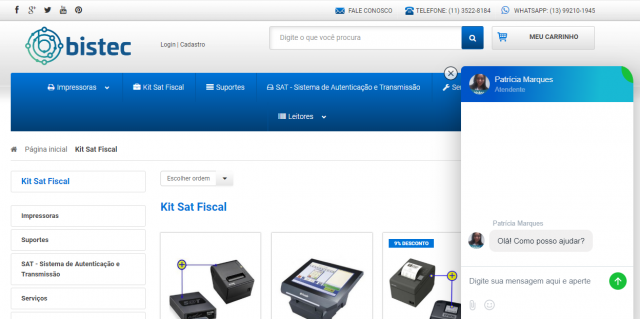 FALE CONOSCO
TELEFONE: (11) 3522-8184
WHATSAPP: (13) 99210-1945
bistec
Login | Cadastro
Digite o que você procura
MEU CARRINHO
Impressoras
Kit Sat Fiscal
Suportes
SAT - Sistema de Autenticação e Transmissão
Leitores
Página inicial Kit Sat Fiscal
Kit Sat Fiscal
Impressoras
Suportes
SAT - Sistema de Autenticação e
Transmissão
Serviços
Escolher ordem
Kit Sat Fiscal
9% DESCONTO
Patrícia Marques
Atendente
Patrícia Marques
Olá! Como posso ajudar?
Digite sua mensagem aqui e aperte